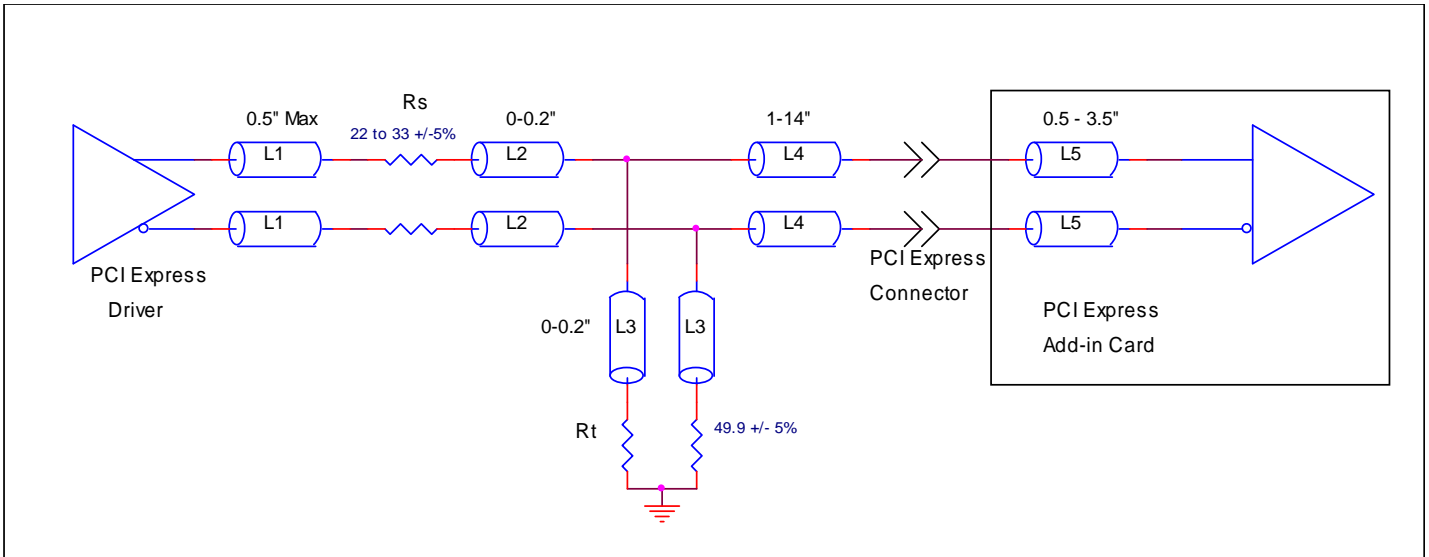 Rs
0.5" Max
22 to 33 +/-5%
0-0.2"
1-14"
0.5 - 3.5"
L1
L2
L4
L5
L1
L2
L4
L5
PCI Express
Driver
PCI Express
Connector
0-0.2"
L3
L3
PCI Express
Add-in Card
Rt
49.9 +/- 5%